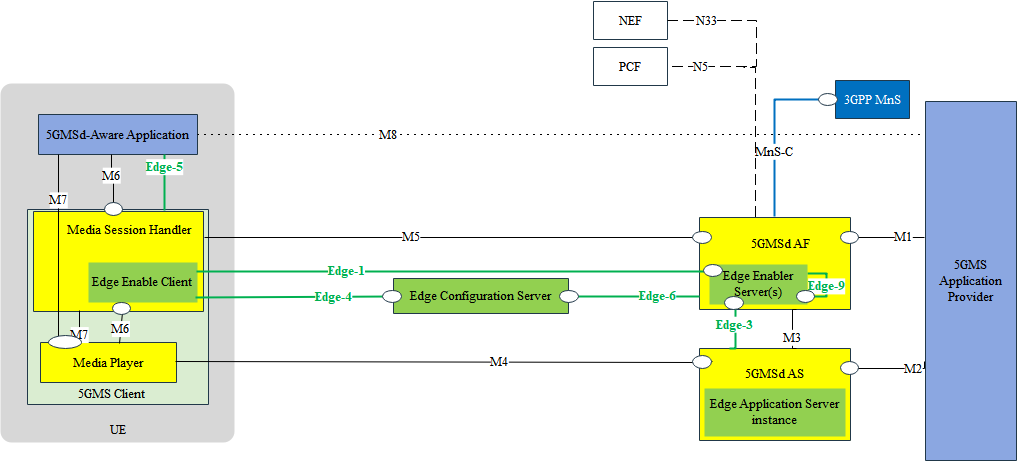 NEF
N33
PCF
N5
3GPP MnS
5GMSd-Aware Application
M8
MnS-C
M7
M6
Edge-5
Media Session Handler
M5
5GMSd AF
M1
Edge Enable Client
Edge-1
Edge Enabler
Server(s)
Edge-9
5GMS
Application
Provider
Edge-4
Edge Configuration Server
Edge-6
M7
M6
Edge-3
M3
Media Player
M4
5GMSd AS
M2
5GMS Client
Edge Application Server
instance
UE